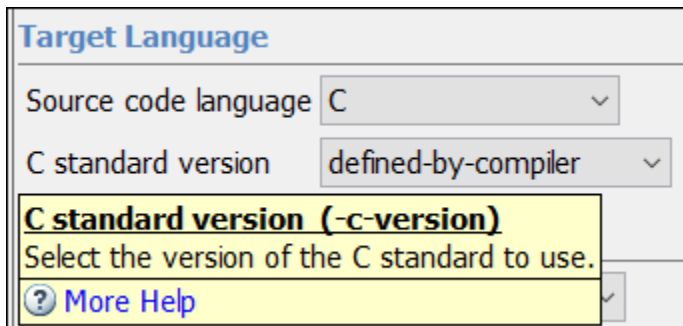 Target Language
Source code language C
C standard version defined-by-compiler
C standard version (-c-version)
Select the version of the C standard to use.
More Help